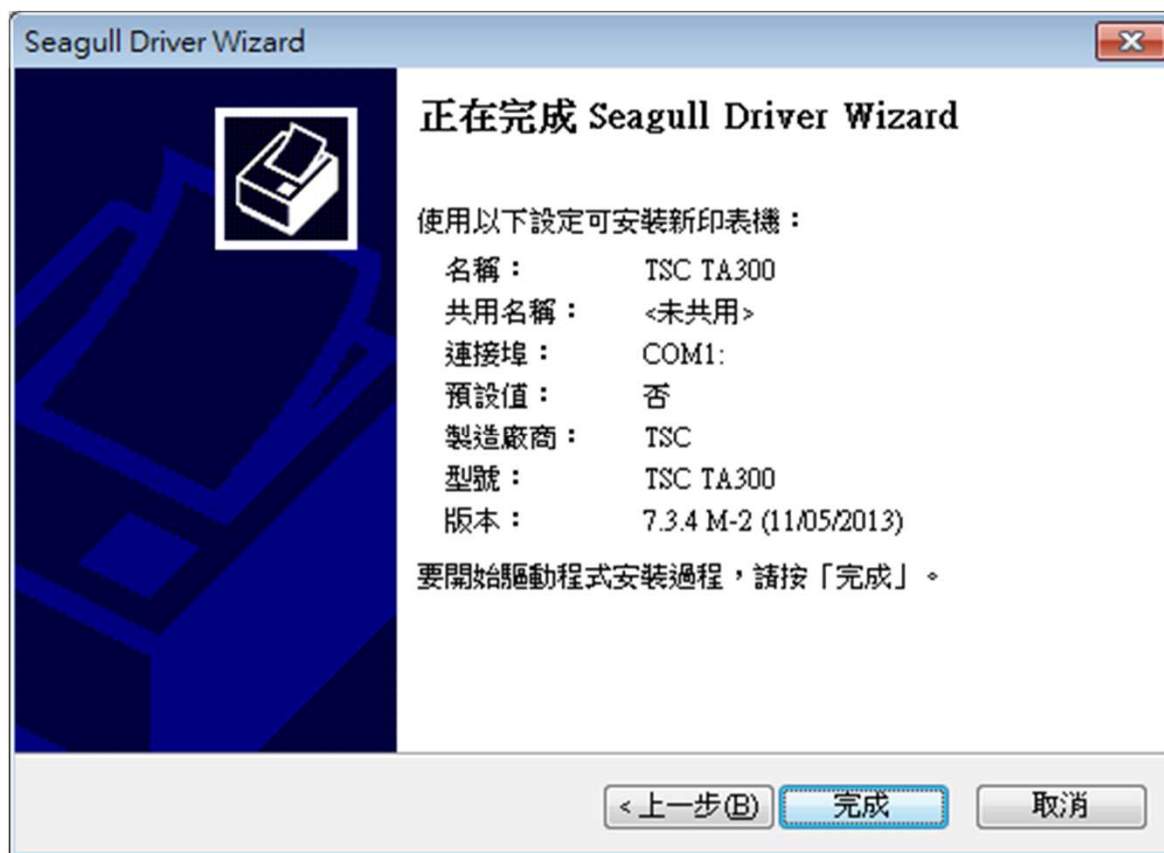 Seagull Driver Wizard
正在完成 Seagull Driver Wizard
使用以下設定可安裝新印表機：
名稱： TSC TA300
共用名稱： <未共用>
連接埠： COM1:
預設值： 否
製造廠商： TSC
型號： TSC TA300
版本： 7.3.4 M-2 (11/05/2013)
要開始驅動程式安裝過程，請按「完成」。
<上一步(B) 完成 取消